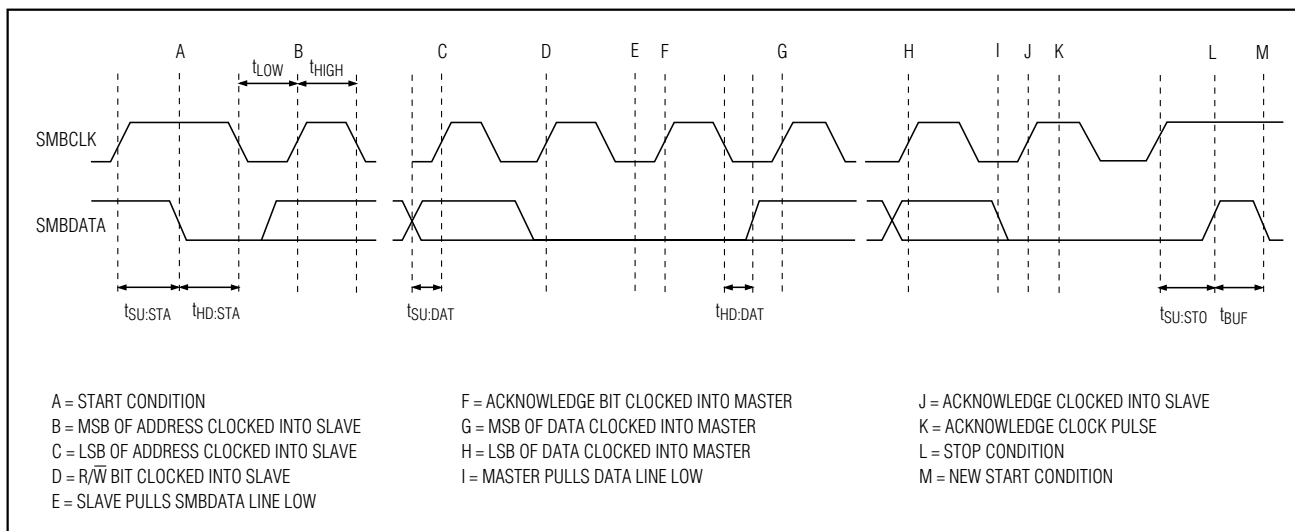 A B C D E F G H I J K L M
tLOW tHIGH
SMBCLK
SMBDATA
tSU:STA tHD:STA tSU:DAT tHD:DAT tSU:STO tBUF
A = START CONDITION
B = MSB OF ADDRESS CLOCKED INTO SLAVE
C = LSB OF ADDRESS CLOCKED INTO SLAVE
D = R/W̅ BIT CLOCKED INTO SLAVE
E = SLAVE PULLS SMBDATA LINE LOW
F = ACKNOWLEDGE BIT CLOCKED INTO MASTER
G = MSB OF DATA CLOCKED INTO MASTER
H = LSB OF DATA CLOCKED INTO MASTER
I = MASTER PULLS DATA LINE LOW
J = ACKNOWLEDGE CLOCKED INTO SLAVE
K = ACKNOWLEDGE CLOCK PULSE
L = STOP CONDITION
M = NEW START CONDITION